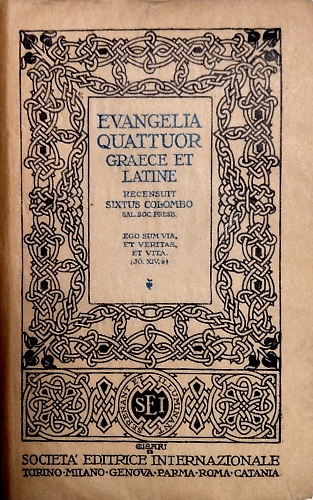 EVANGELIA
QUATTUOR
GRAECE ET
LATINE
RECENSUIT
SIXTUS COLOMBO
SAL. SOC. PRESB.
EGO SUM VIA,
ET VERITAS,
ET VITA.
(JO. XIV. 6)
SEI
CISARI
SOCIETA' EDITRICE INTERNAZIONALE
TORINO · MILANO · GENOVA · PARMA · ROMA · CATANIA